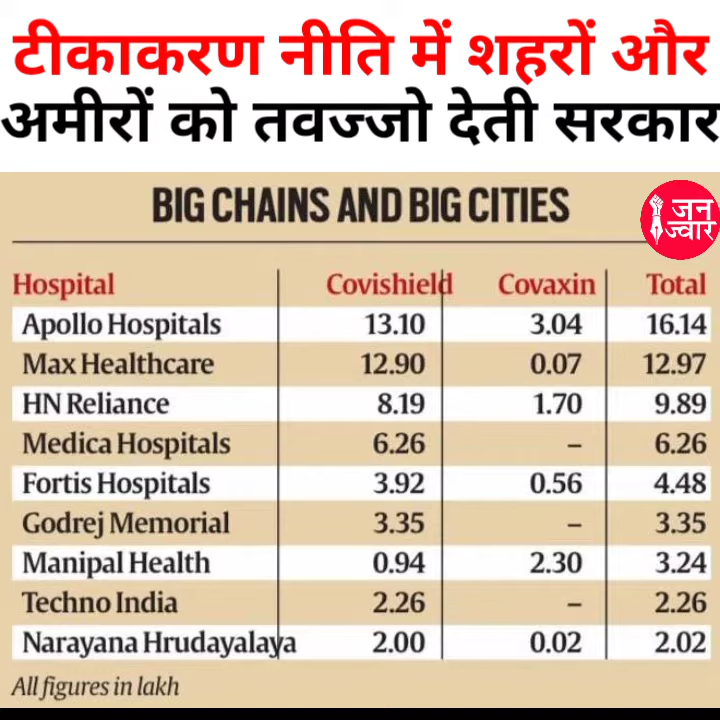 टीकाकरण नीति में शहरों और
अमीरों को तवज्जो देती सरकार
BIG CHAINS AND BIG CITIES
जन
ज्वार
Hospital Covishield Covaxin Total
Apollo Hospitals 13.10 3.04 16.14
Max Healthcare 12.90 0.07 12.97
HN Reliance 8.19 1.70 9.89
Medica Hospitals 6.26 – 6.26
Fortis Hospitals 3.92 0.56 4.48
Godrej Memorial 3.35 – 3.35
Manipal Health 0.94 2.30 3.24
Techno India 2.26 – 2.26
Narayana Hrudayalaya 2.00 0.02 2.02
All figures in lakh